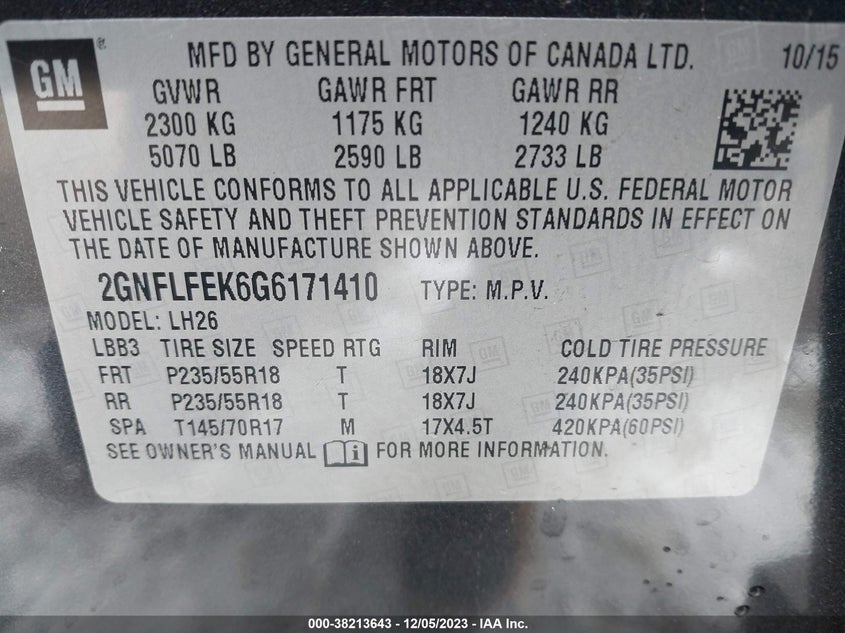 GM®
MFD BY GENERAL MOTORS OF CANADA LTD. 10/15
GVWR GAWR FRT GAWR RR
2300 KG 1175 KG 1240 KG
5070 LB 2590 LB 2733 LB
THIS VEHICLE CONFORMS TO ALL APPLICABLE U.S. FEDERAL MOTOR
VEHICLE SAFETY AND THEFT PREVENTION STANDARDS IN EFFECT ON
THE DATE OF MANUFACTURE SHOWN ABOVE.
2GNFLFEK6G6171410 TYPE: M.P.V.
MODEL: LH26
LBB3 TIRE SIZE SPEED RTG RIM COLD TIRE PRESSURE
FRT P235/55R18 T 18X7J 240KPA(35PSI)
RR P235/55R18 T 18X7J 240KPA(35PSI)
SPA T145/70R17 M 17X4.5T 420KPA(60PSI)
SEE OWNER'S MANUAL FOR MORE INFORMATION.
000-38213643 - 12/05/2023 - IAA Inc.